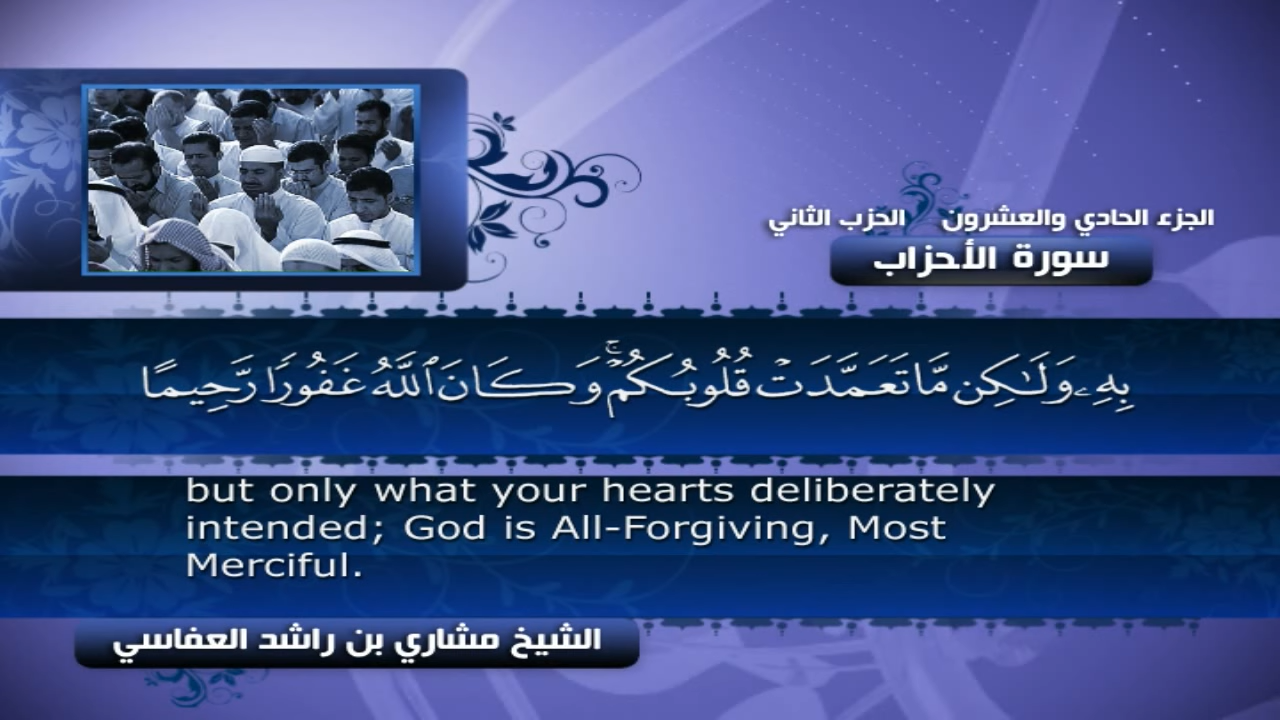 الجزء الحادي والعشرون الحزب الثاني
سورة الأحزاب
بِهِۦ وَلَـٰكِن مَّا تَعَمَّدَتْ قُلُوبُكُمْ ۚ وَكَانَ ٱللَّهُ غَفُورًا رَّحِيمًا
but only what your hearts deliberately
intended; God is All-Forgiving, Most
Merciful.
الشيخ مشاري بن راشد العفاسي